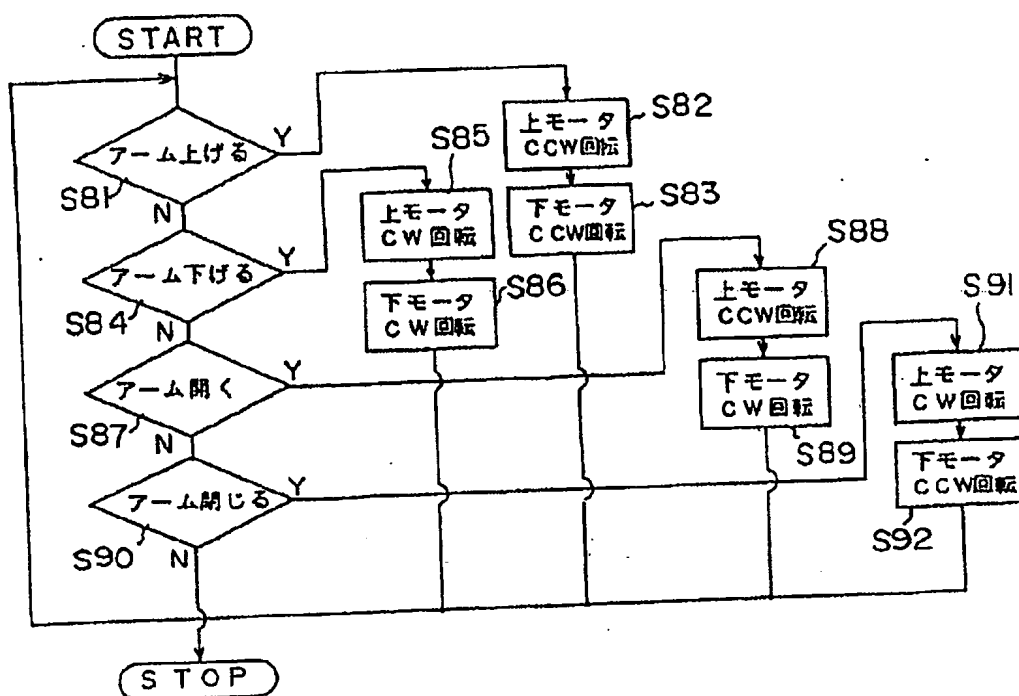 START
アーム上げる
Y
S81
N
上モータ
CCW回転
S82
下モータ
CCW回転
S83
アーム下げる
Y
S84
N
上モータ
CW回転
S85
下モータ
CW回転
S86
アーム開く
Y
S87
N
上モータ
CCW回転
S88
下モータ
CW回転
S89
アーム閉じる
Y
S90
N
上モータ
CW回転
S91
下モータ
CCW回転
S92
STOP